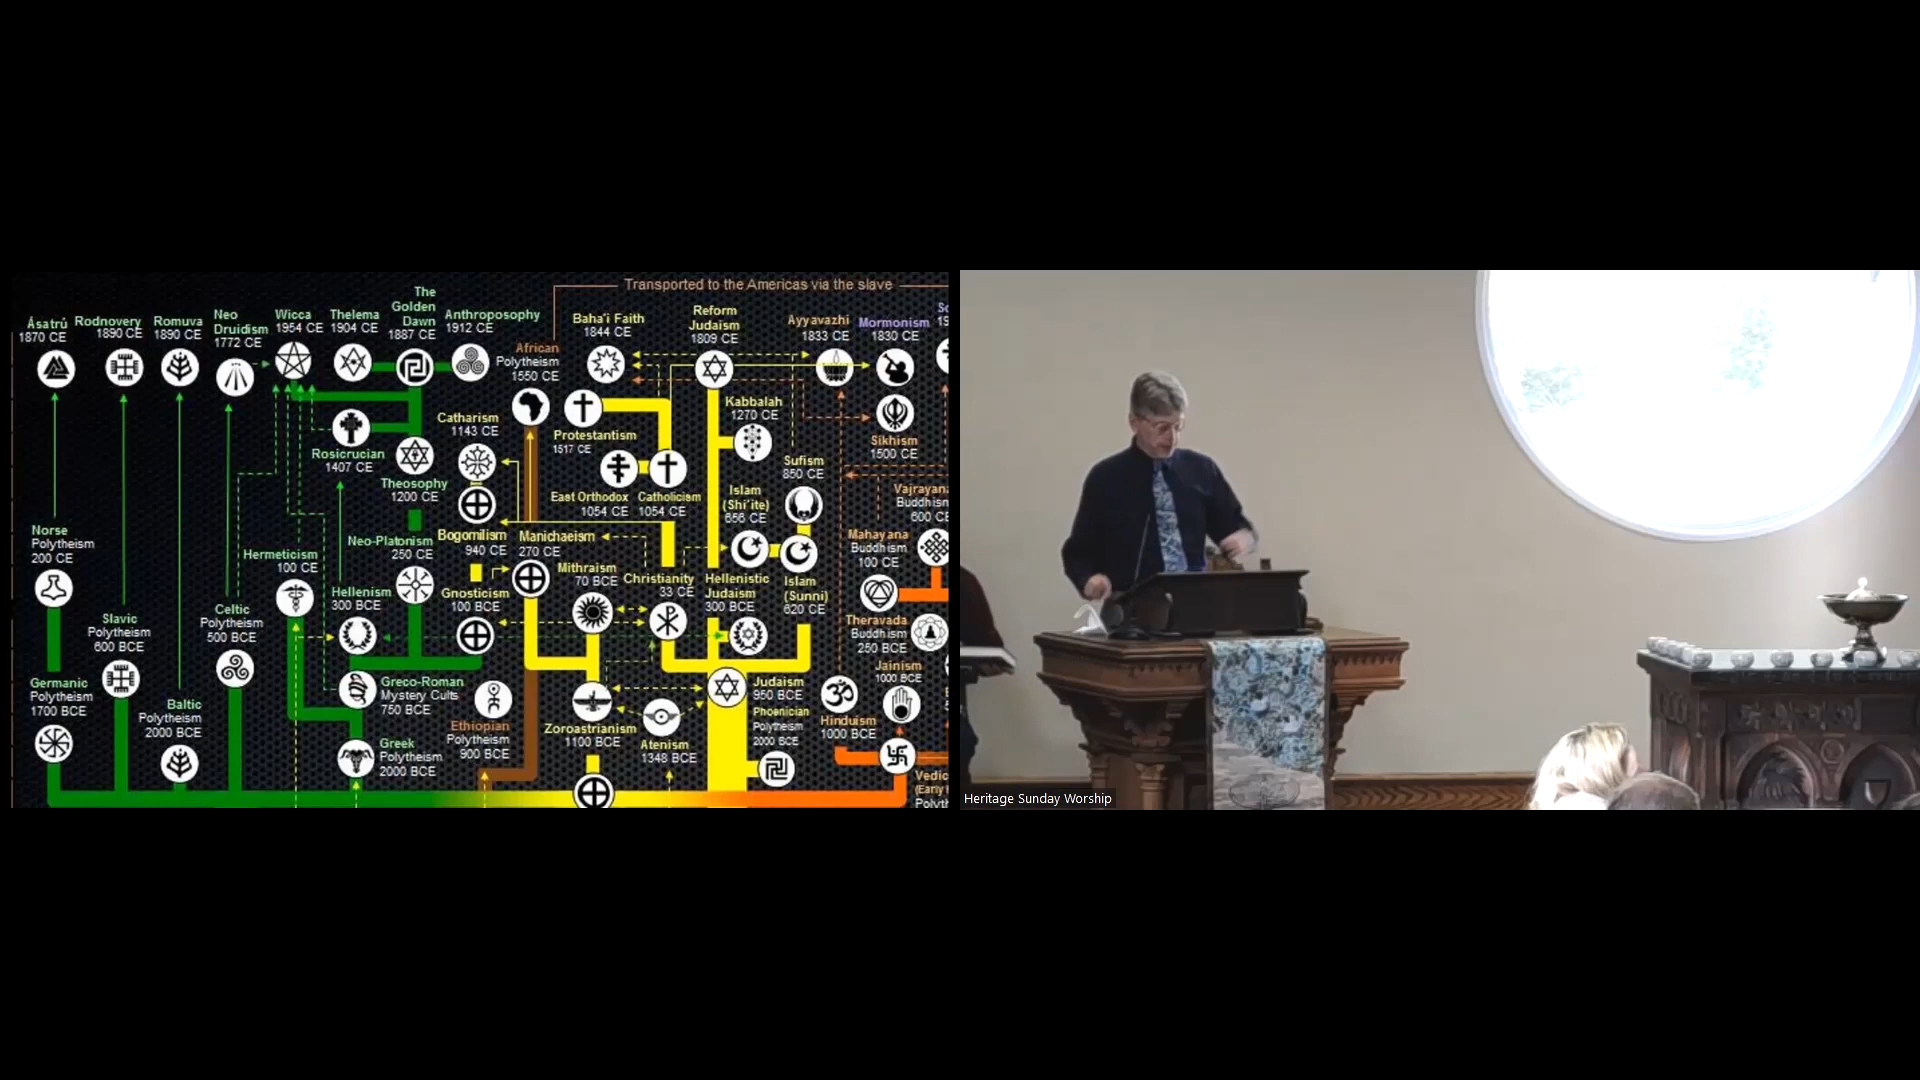 Transported to the Americas via the slave
Ásatrú
1870 CE
Rodnovery
1890 CE
Romuva
1890 CE
Neo
Druidism
1772 CE
Wicca
1954 CE
Thelema
1904 CE
The
Golden
Dawn
1887 CE
Anthroposophy
1912 CE
African
Polytheism
1550 CE
Baha'i Faith
1844 CE
Reform
Judaism
1809 CE
Ayyavazhi
1833 CE
Mormonism
1830 CE
Rosicrucian
1407 CE
Catharism
1143 CE
Protestantism
1517 CE
Kabbalah
1270 CE
Sikhism
1500 CE
Theosophy
1200 CE
East Orthodox
1054 CE
Catholicism
1054 CE
Islam
(Shi'ite)
656 CE
Sufism
850 CE
Vajrayana
Buddhism
600 CE
Norse
Polytheism
200 CE
Hermeticism
100 CE
Neo-Platonism
250 CE
Bogomilism
940 CE
Manichaeism
270 CE
Mahayana
Buddhism
100 CE
Slavic
Polytheism
600 BCE
Celtic
Polytheism
500 BCE
Hellenism
300 BCE
Gnosticism
100 BCE
Mithraism
70 BCE
Christianity
33 CE
Hellenistic
Judaism
300 BCE
Islam
(Sunni)
620 CE
Theravada
Buddhism
250 BCE
Germanic
Polytheism
1700 BCE
Baltic
Polytheism
2000 BCE
Greco-Roman
Mystery Cults
750 BCE
Ethiopian
Polytheism
900 BCE
Zoroastrianism
1100 BCE
Atenism
1348 BCE
Judaism
950 BCE
Phoenician
Polytheism
2000 BCE
Hinduism
1000 BCE
Jainism
1000 BCE
Greek
Polytheism
2000 BCE
Vedic
(Early
Polyth
Heritage Sunday Worship